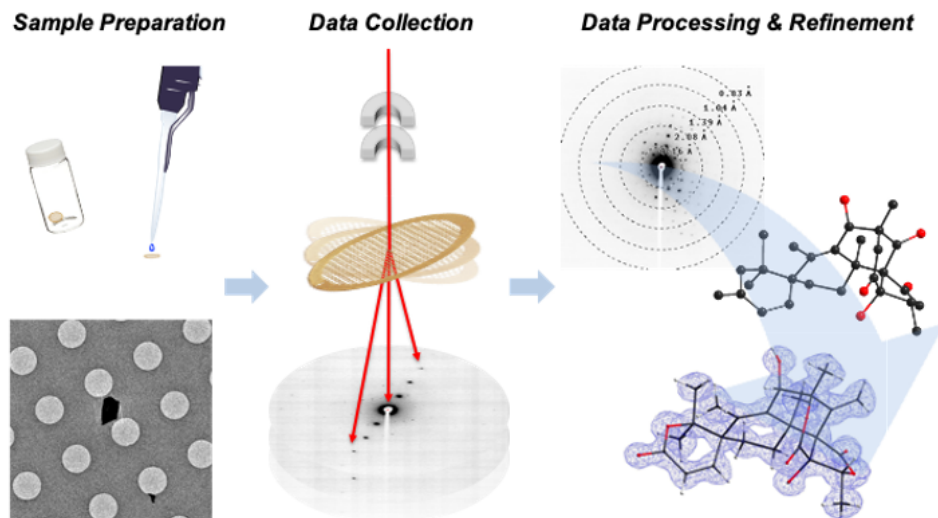 Sample Preparation
Data Collection
Data Processing & Refinement
0.83 Å
1.04 Å
1.39 Å
2.08 Å